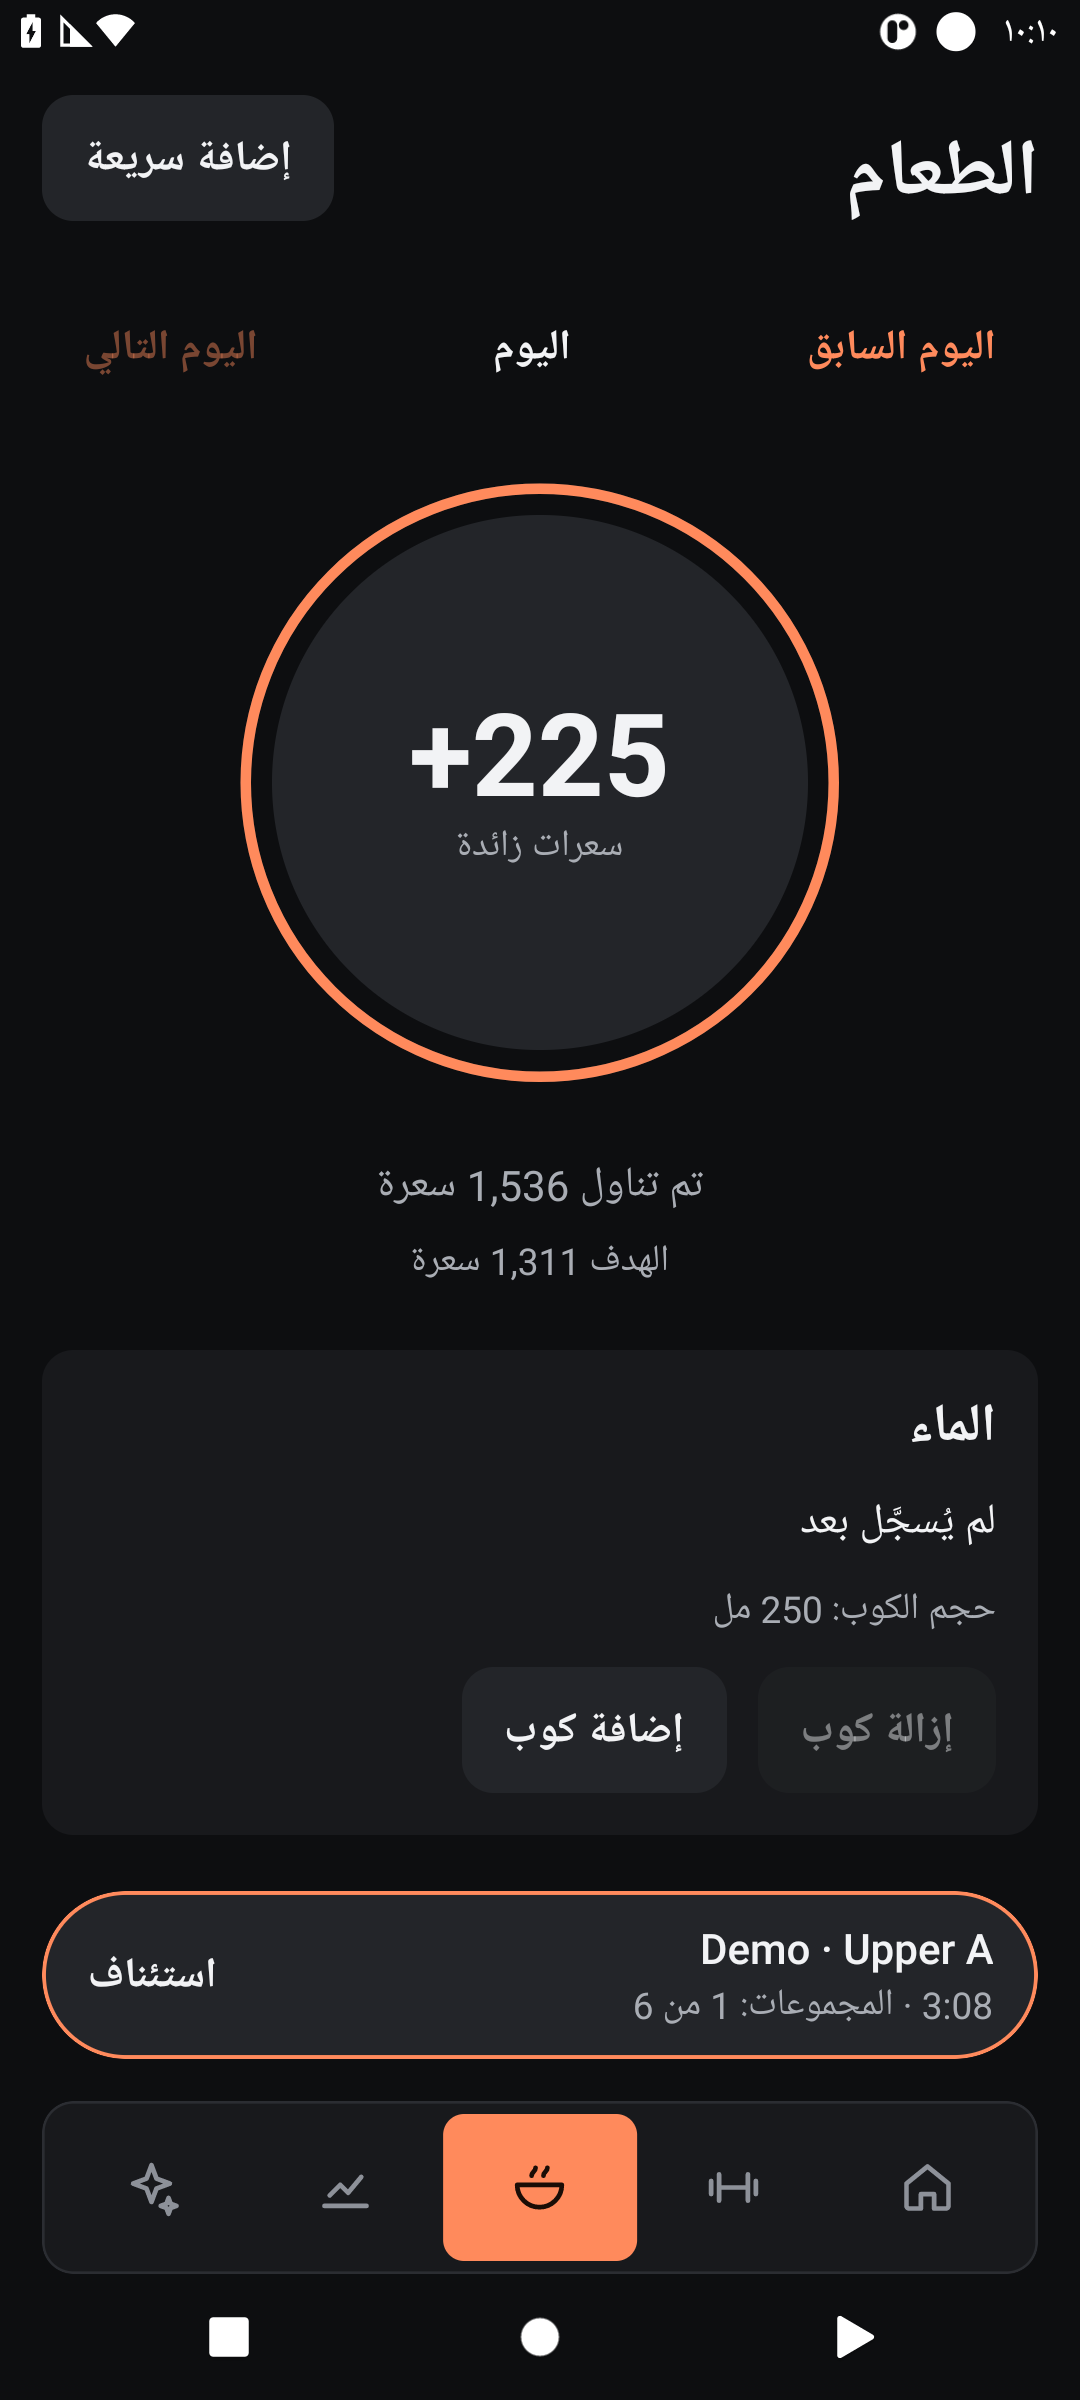 ١٠:١٠
الطعام
إضافة سريعة
اليوم السابق
اليوم
اليوم التالي
+225
سعرات زائدة
تم تناول 1,536 سعرة
الهدف 1,311 سعرة
الماء
لم يُسجَّل بعد
حجم الكوب: 250 مل
إزالة كوب
إضافة كوب
Demo · Upper A
3:08 · المجموعات: 1 من 6
استئناف